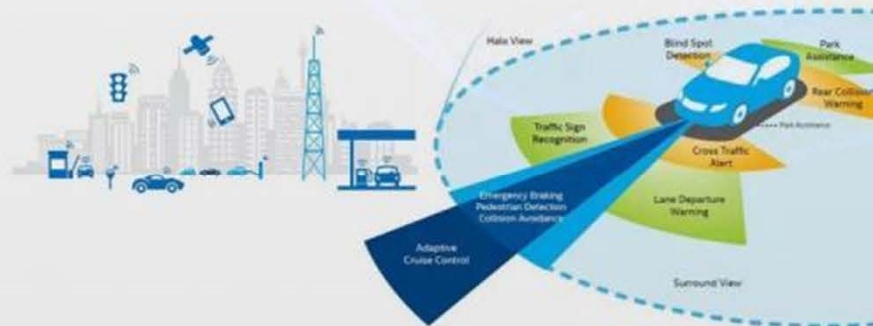 Halo View
Blind Spot
Detection
Park
Assistance
Rear Collision
Warning
Park Assistance
Traffic Sign
Recognition
Cross Traffic
Alert
Emergency Braking
Pedestrian Detection
Collision Avoidance
Lane Departure
Warning
Adaptive
Cruise Control
Surround View